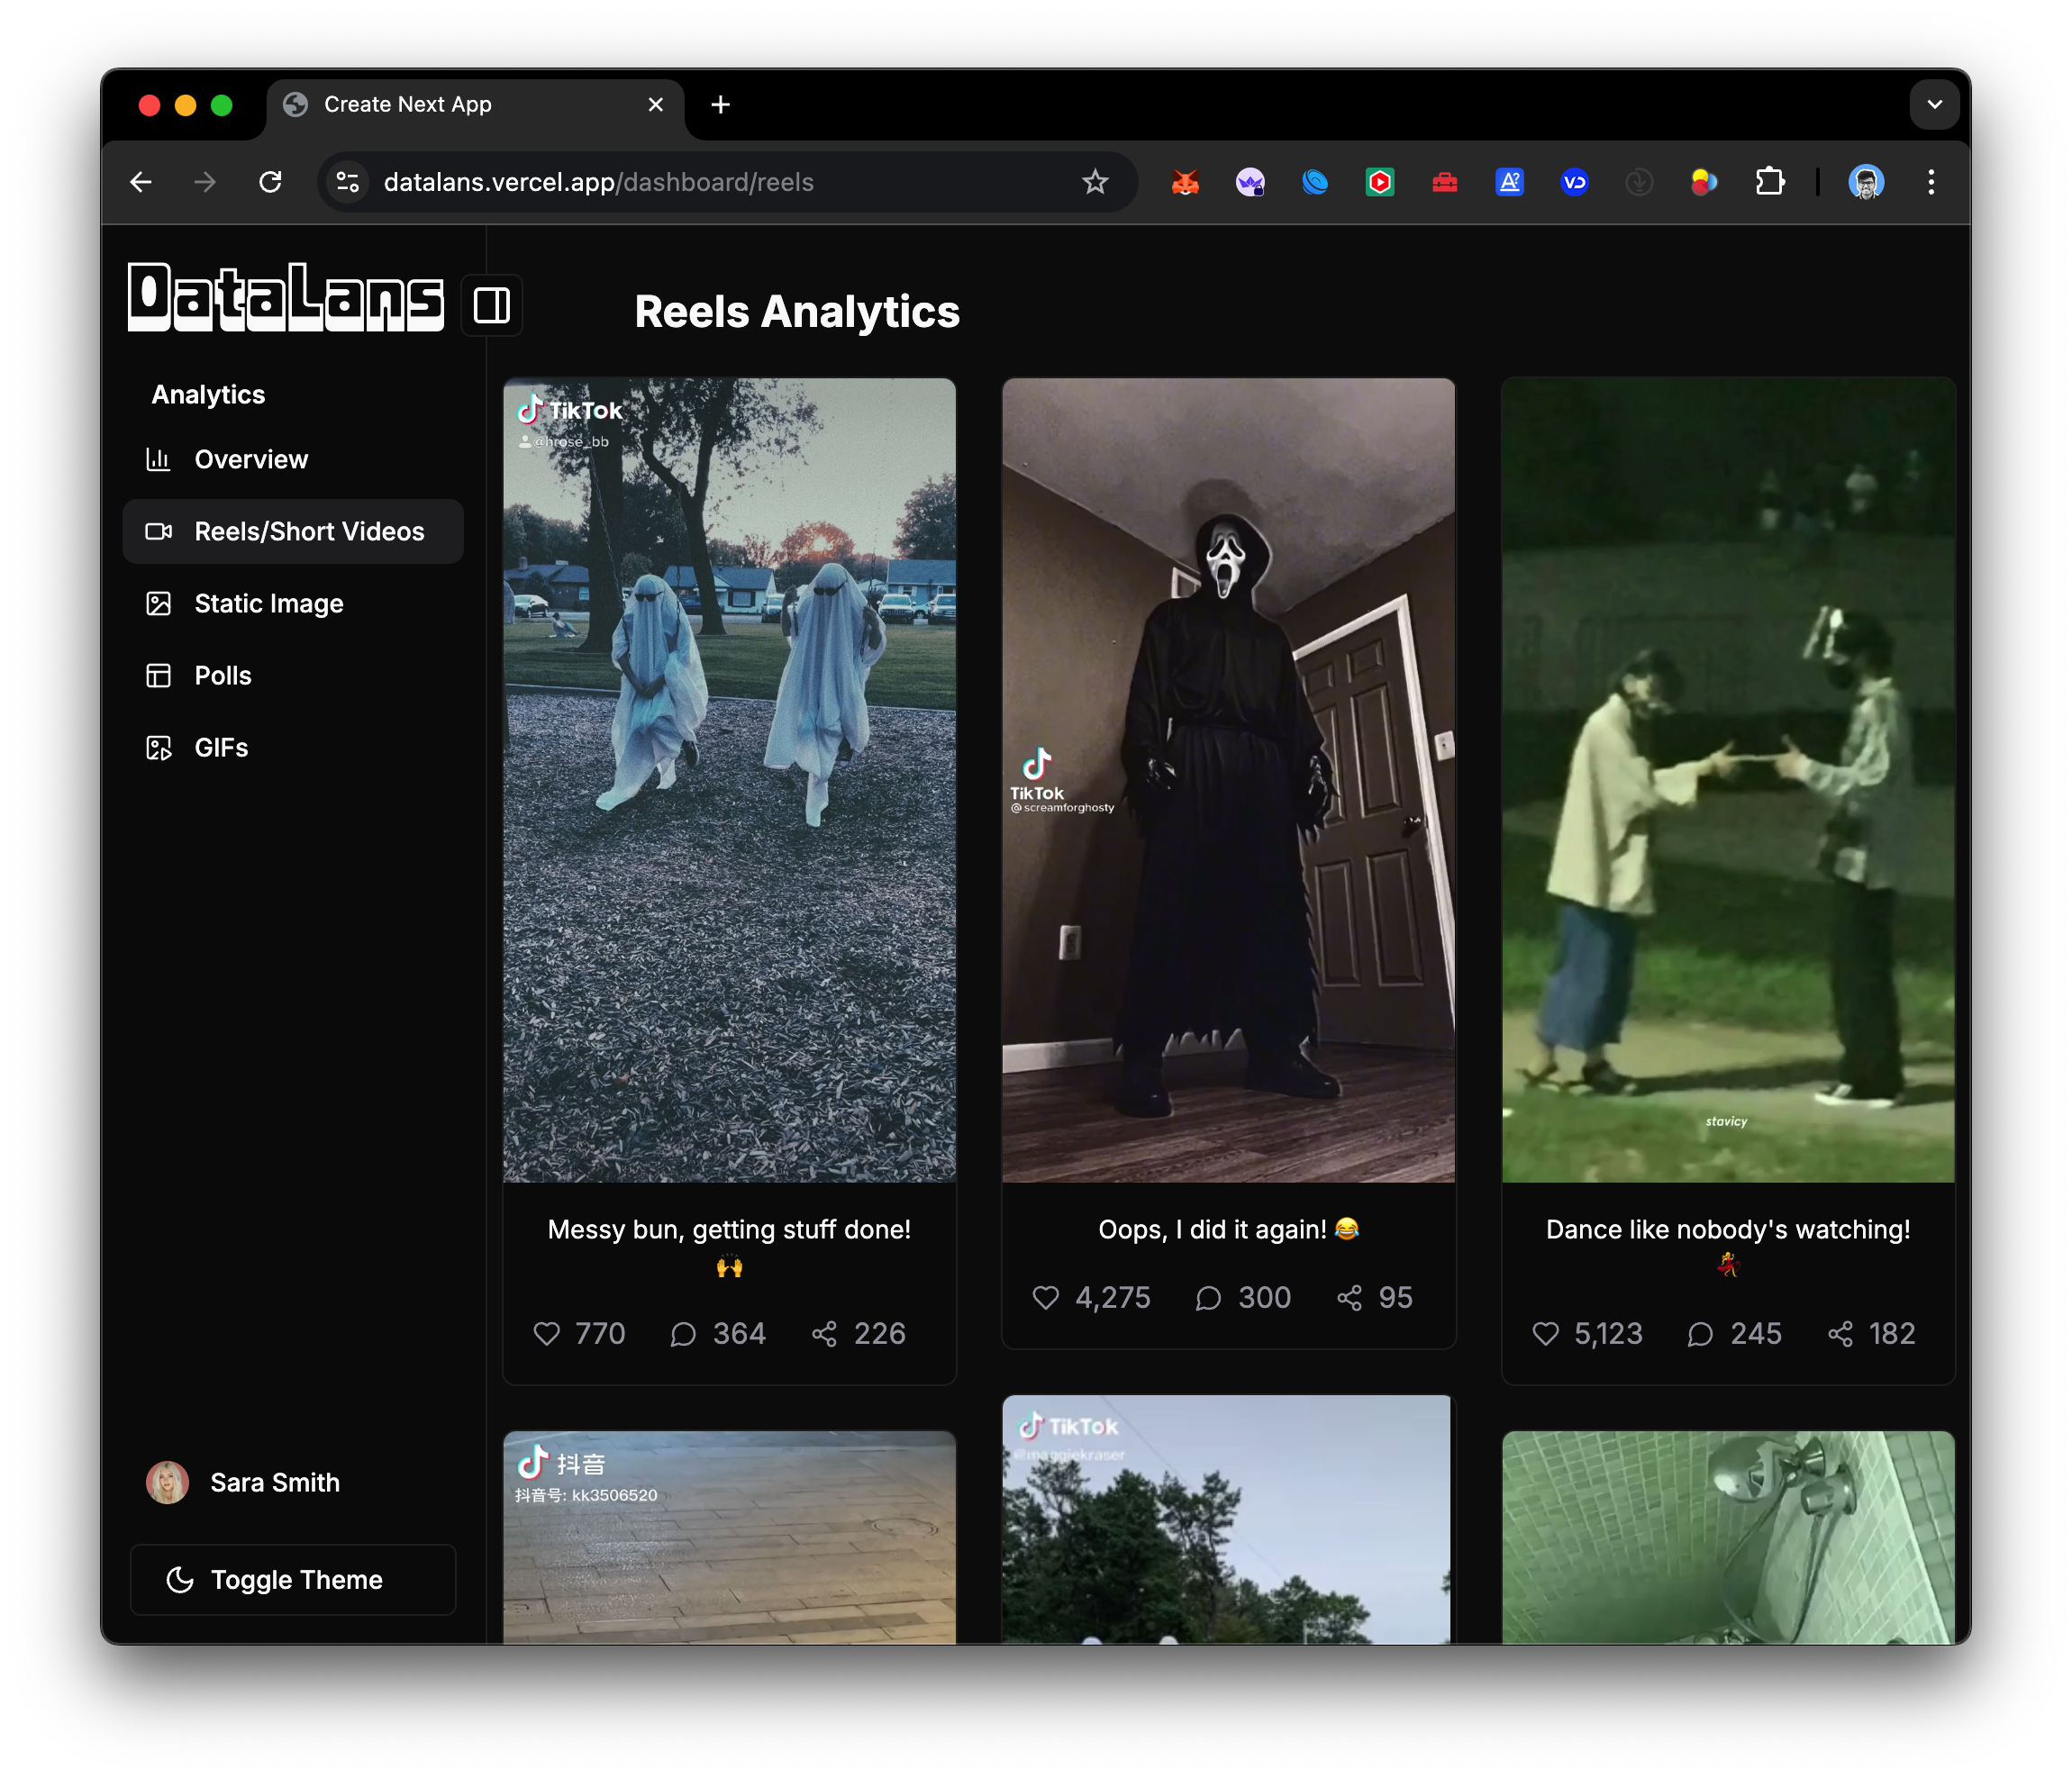 Create Next App
datalans.vercel.app/dashboard/reels
DataLans
Reels Analytics
Analytics
Overview
Reels/Short Videos
Static Image
Polls
GIFs
Sara Smith
Toggle Theme
TikTok
@hrose_bb
Messy bun, getting stuff done!
🙌
770 364 226
TikTok
@screamforghosty
Oops, I did it again! 😂
4,275 300 95
stavicy
Dance like nobody's watching!
💃
5,123 245 182
抖音
抖音号: kk3506520
TikTok
@maggiekraser